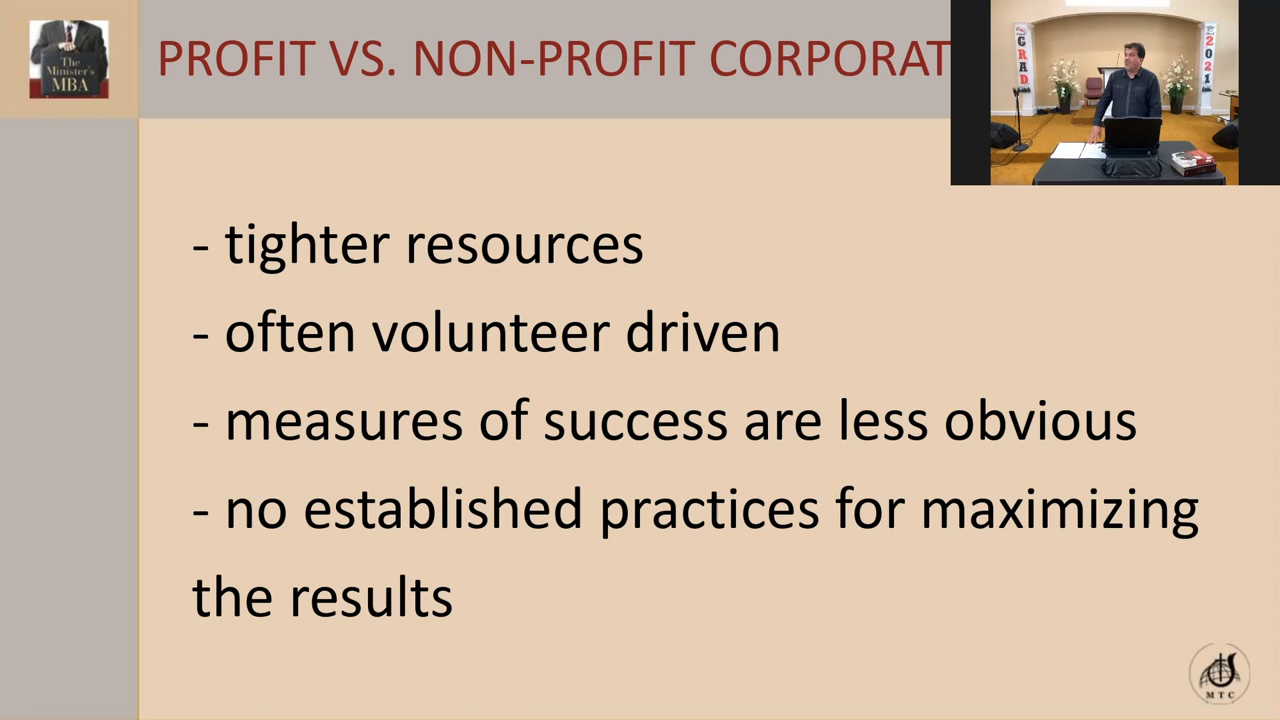 The
Minister's
MBA
PROFIT VS. NON-PROFIT CORPORAT
GRAD
2021
- tighter resources
- often volunteer driven
- measures of success are less obvious
- no established practices for maximizing
the results
MTC